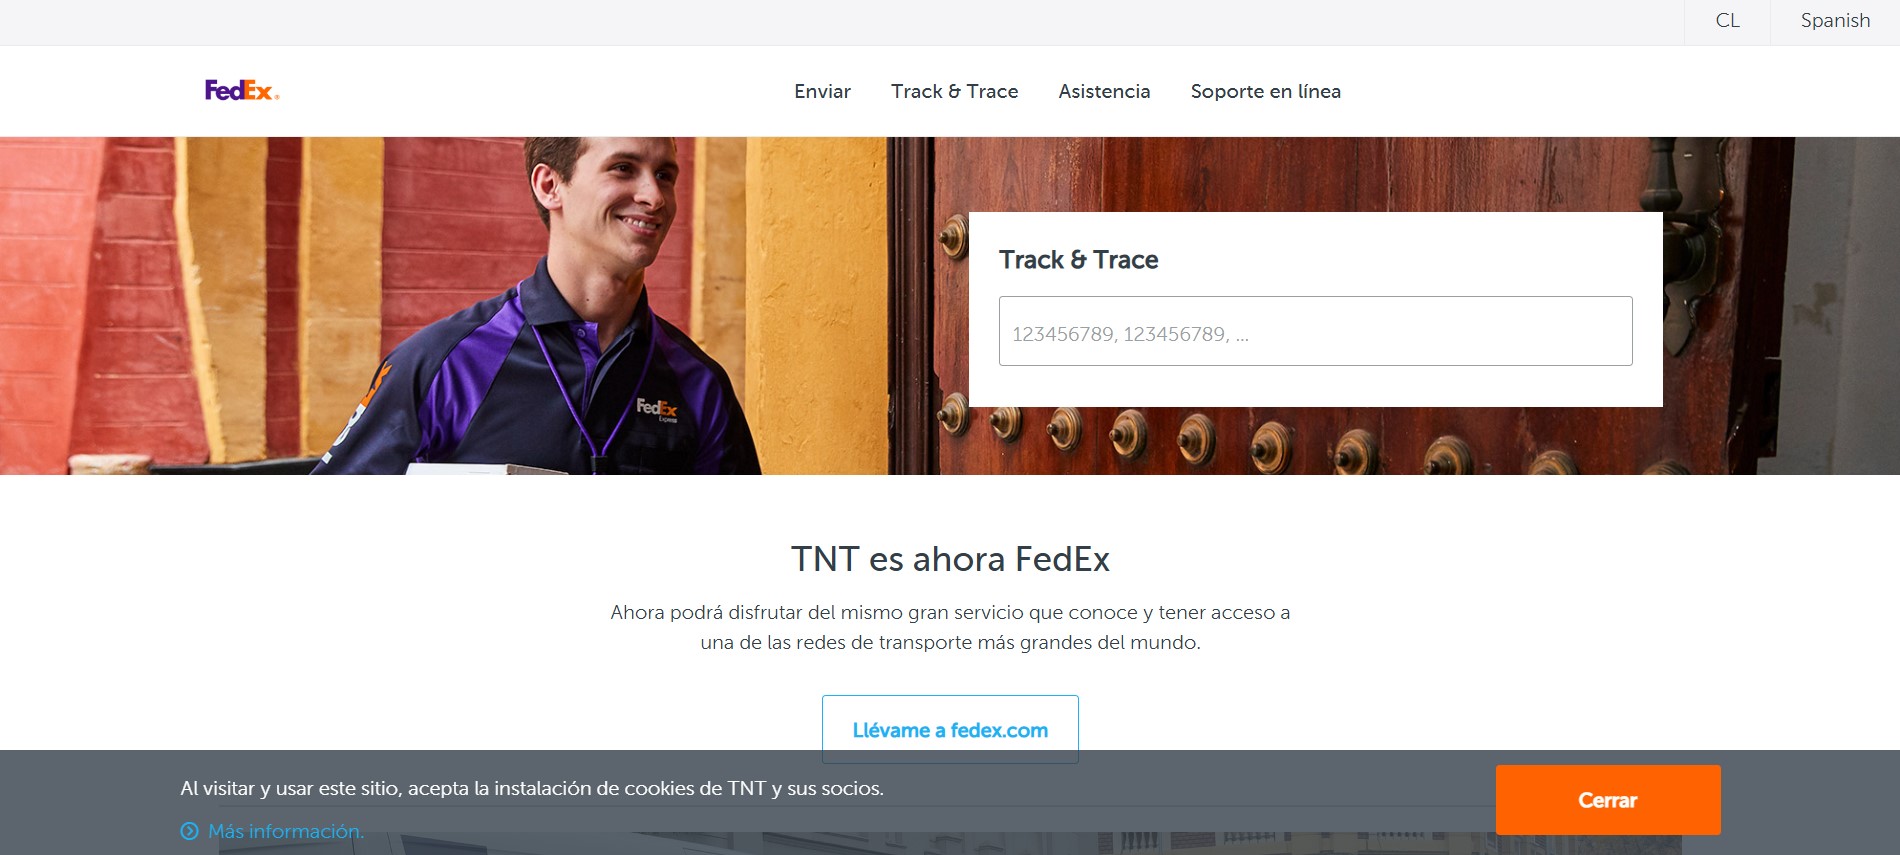 CL
Spanish
FedEx®
Enviar
Track & Trace
Asistencia
Soporte en línea
Track & Trace
123456789, 123456789, ...
FedEx
Express
TNT es ahora FedEx
Ahora podrá disfrutar del mismo gran servicio que conoce y tener acceso a
una de las redes de transporte más grandes del mundo.
Llévame a fedex.com
Al visitar y usar este sitio, acepta la instalación de cookies de TNT y sus socios.
Más información.
Cerrar